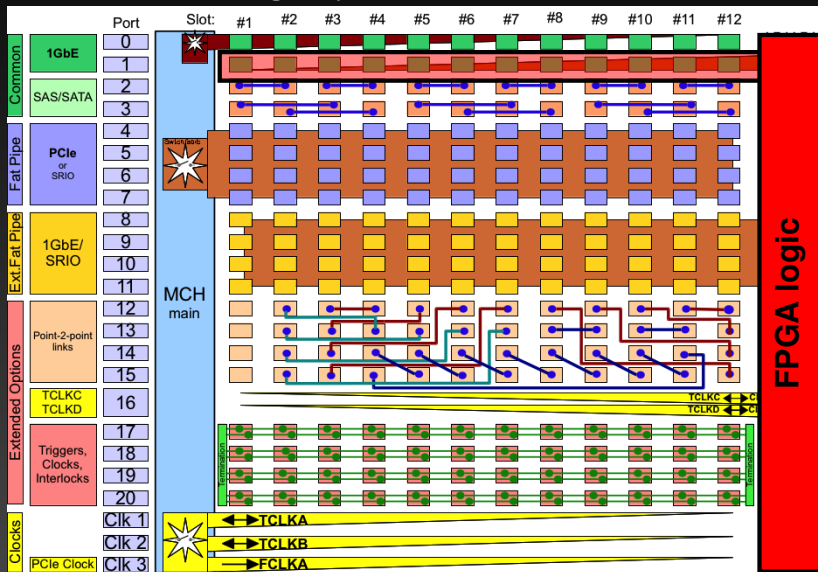 Port
Slot:
#1
#2
#3
#4
#5
#6
#7
#8
#9
#10
#11
#12
Common
1GbE
0
1
SAS/SATA
2
3
Fat Pipe
PCIe
or
SRIO
4
5
6
7
Ext.Fat Pipe
1GbE/
SRIO
8
9
10
11
MCH
main
Extended Options
Point-2-point
links
12
13
14
15
TCLKC
TCLKD
16
TCLKC
TCLKD
Triggers,
Clocks,
Interlocks
17
18
19
20
Termination
Termination
Clocks
Clk 1
TCLKA
Clk 2
TCLKB
PCIe Clock
Clk 3
FCLKA
FPGA logic